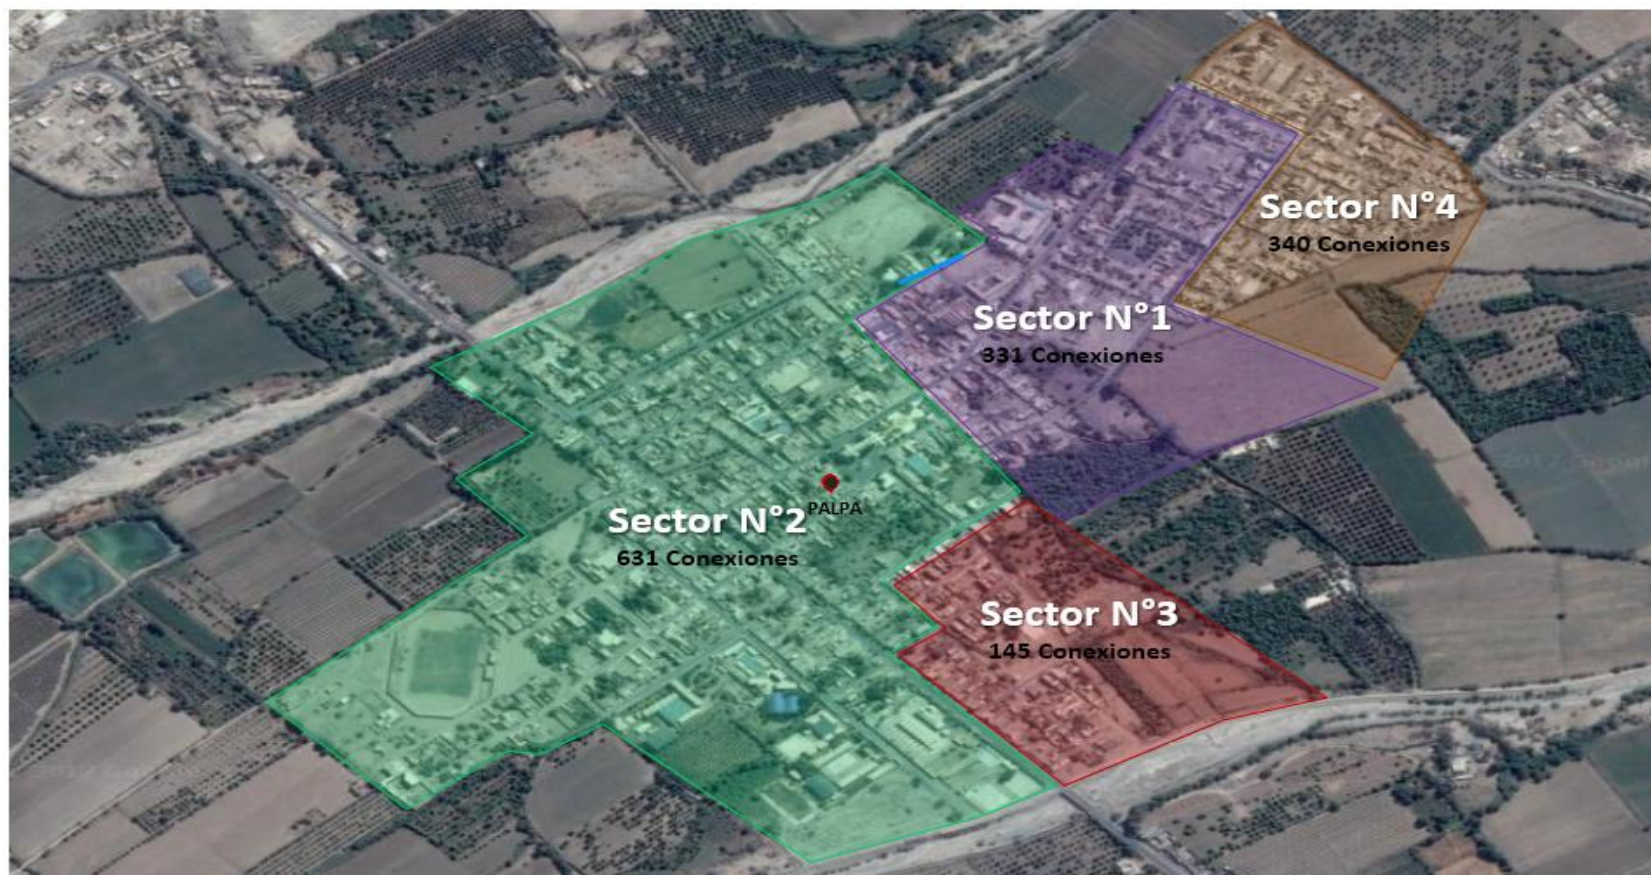 Sector N°4
340 Conexiones
Sector N°1
331 Conexiones
PALPA
Sector N°2
631 Conexiones
Sector N°3
145 Conexiones